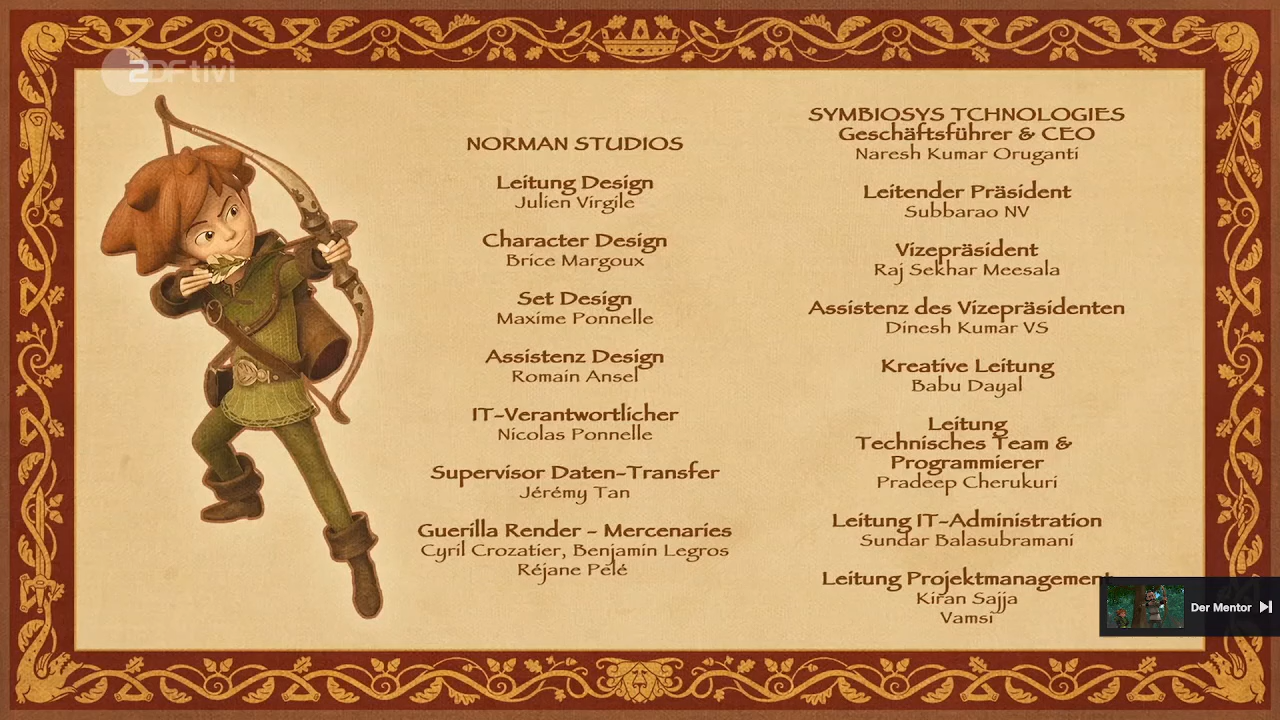 ZDFtivi
NORMAN STUDIOS
Leitung Design
Julien Virgile
Character Design
Brice Margoux
Set Design
Maxime Ponnelle
Assistenz Design
Romain Ansel
IT-Verantwortlicher
Nicolas Ponnelle
Supervisor Daten-Transfer
Jérémy Tan
Guerilla Render - Mercenaries
Cyril Crozatier, Benjamin Legros
Réjane Pelé
SYMBIOSYS TCHNOLOGIES
Geschäftsführer & CEO
Naresh Kumar Oruganti
Leitender Präsident
Subbarao NV
Vizepräsident
Raj Sekhar Meesala
Assistenz des Vizepräsidenten
Dinesh Kumar VS
Kreative Leitung
Babu Dayal
Leitung
Technisches Team &
Programmierer
Pradeep Cherukuri
Leitung IT-Administration
Sundar Balasubramani
Leitung Projektmanagement
Kiran Sajja
Vamsi
Der Mentor